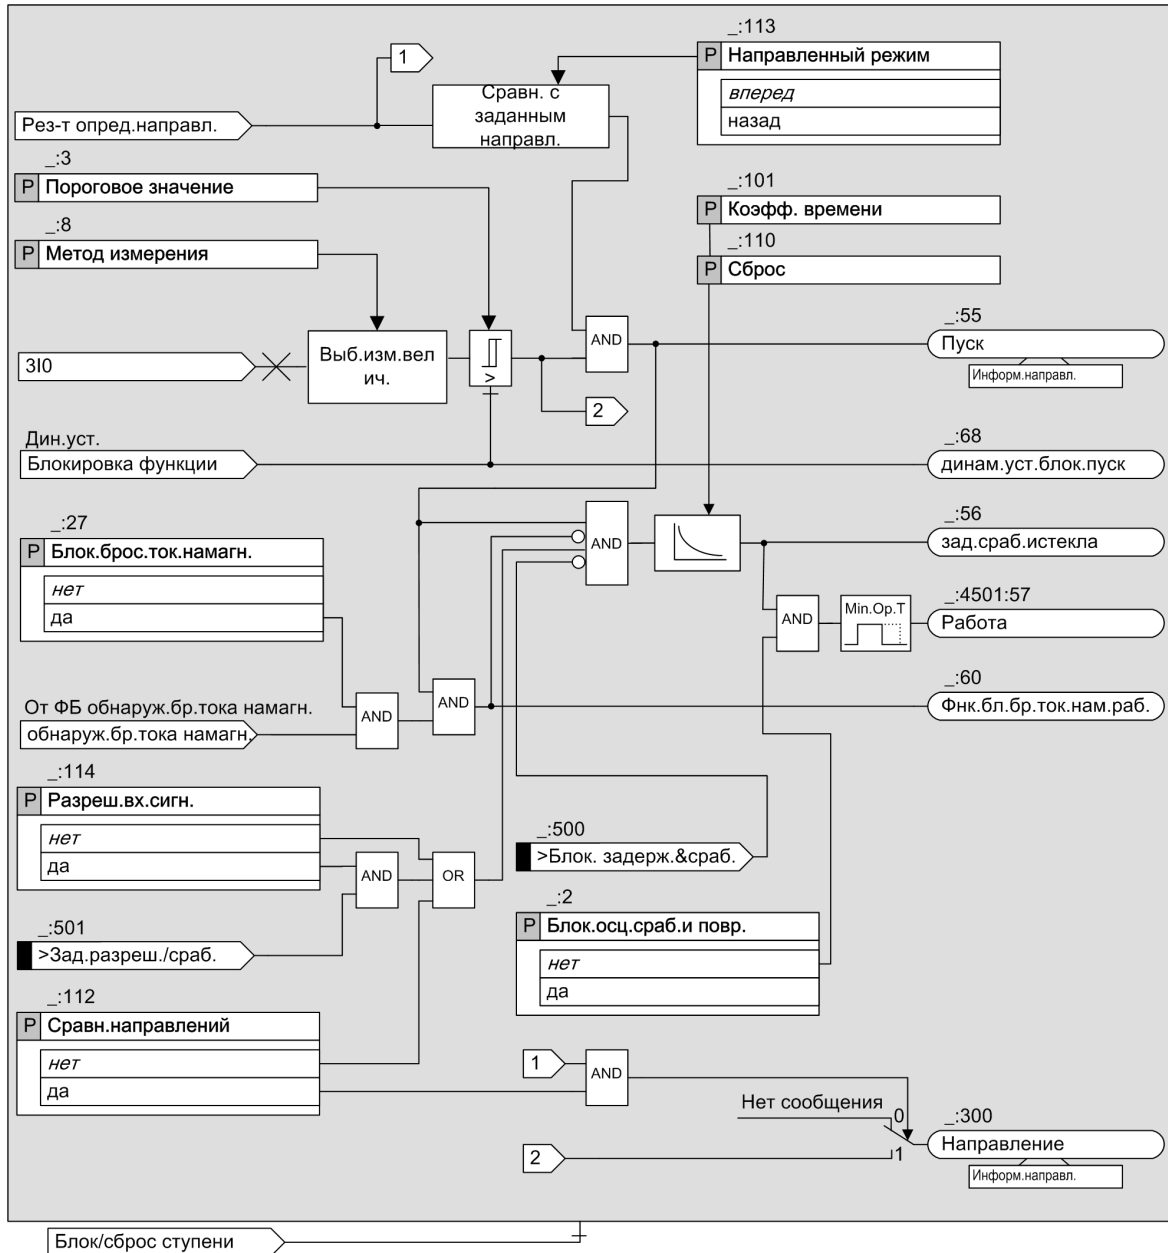 _:113
1
P Направленный режим
вперед
назад
Сравн. с
заданным
направл.
Рез-т опред.направл.
_:3
P Пороговое значение
_:101
P Коэфф. времени
_:8
P Метод измерения
_:110
P Сброс
_:55
Пуск
Информ.направл.
AND
3I0
Выб.изм.вел
ич.
>
2
Дин.уст.
Блокировка функции
_:68
динам.уст.блок.пуск
_:27
P Блок.брос.ток.намагн.
нет
да
AND
_:56
зад.сраб.истекла
_:4501:57
AND
Min.Op.T
Работа
_:60
Фнк.бл.бр.ток.нам.раб.
От ФБ обнаруж.бр.тока намагн.
обнаруж.бр.тока намагн.
AND
AND
_:114
P Разреш.вх.сигн.
нет
да
AND
OR
_:500
>Блок. задерж.&сраб.
_:501
>Зад.разреш./сраб.
_:2
P Блок.осц.сраб.и повр.
нет
да
_:112
P Сравн.направлений
нет
да
1
AND
Нет сообщения
0
1
2
_:300
Направление
Информ.направл.
Блок/сброс ступени